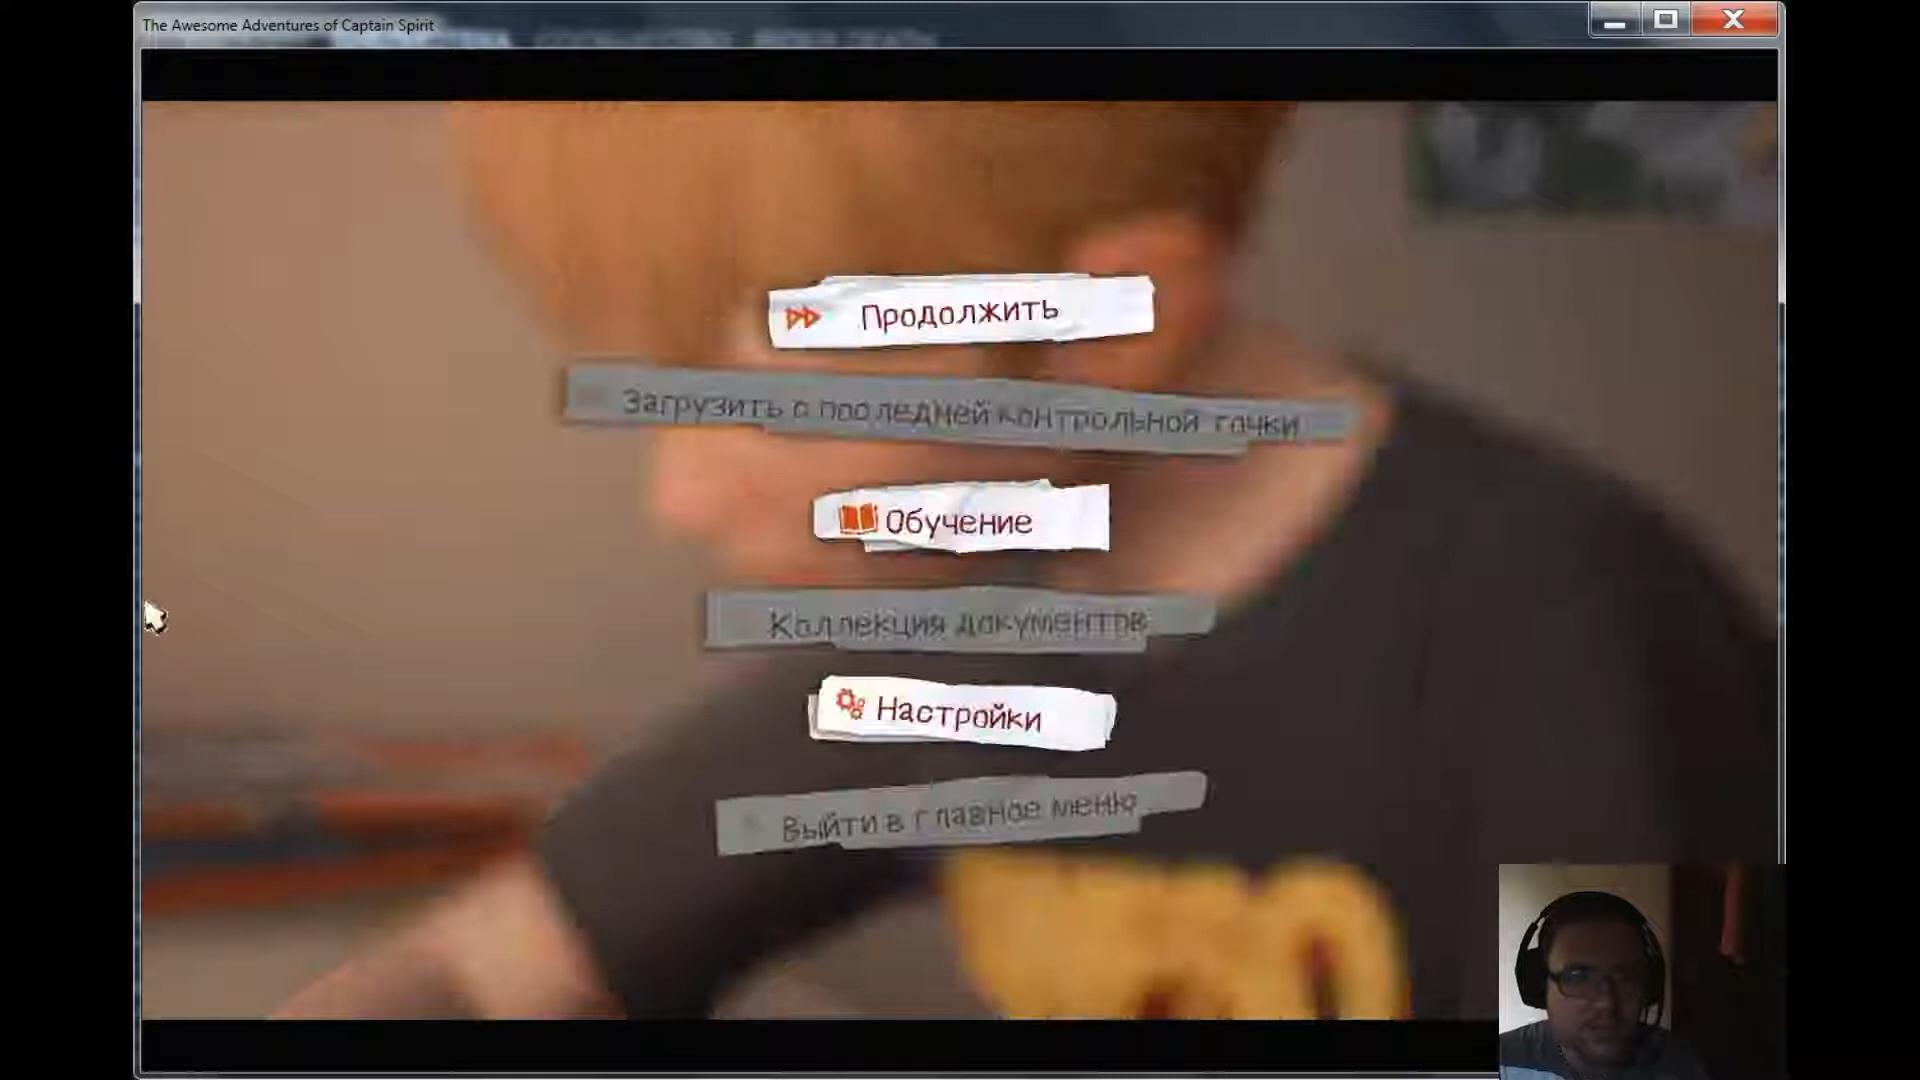 The Awesome Adventures of Captain Spirit
Продолжить
Загрузить с последней контрольной точки
Обучение
Коллекция документов
Настройки
Выйти в главное меню